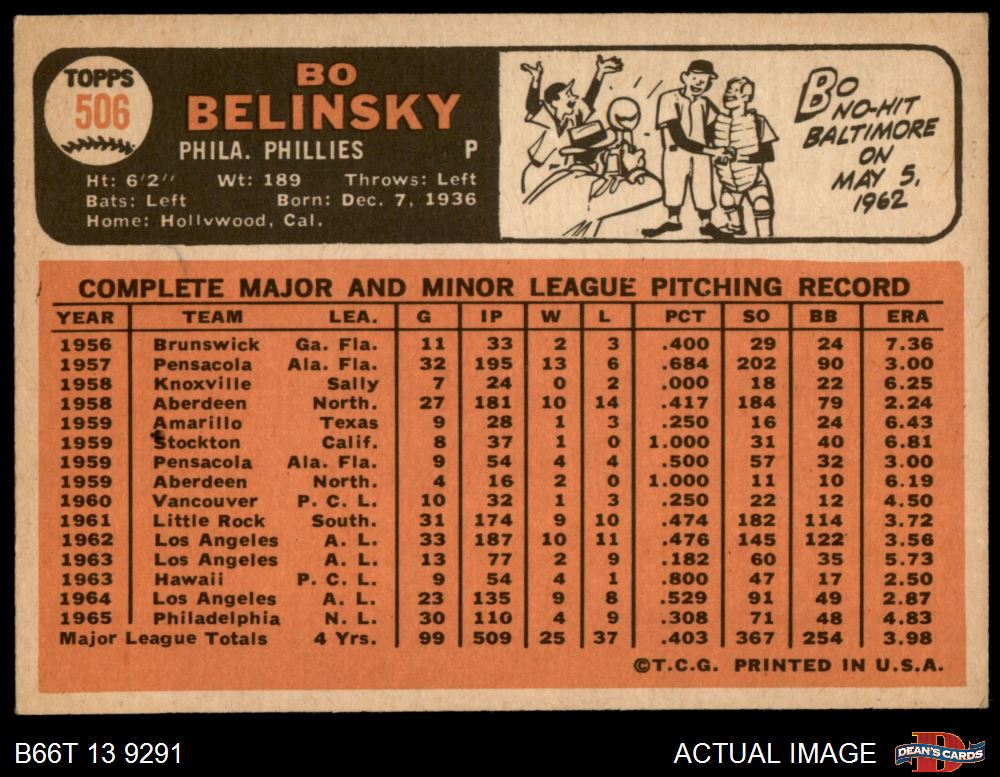 TOPPS
506
BO
BELINSKY
PHILA. PHILLIES P
Ht: 6'2" Wt: 189 Throws: Left
Bats: Left Born: Dec. 7, 1936
Home: Hollywood, Cal.
BO
NO-HIT
BALTIMORE
ON
MAY 5,
1962
COMPLETE MAJOR AND MINOR LEAGUE PITCHING RECORD
YEAR TEAM LEA. G IP W L PCT SO BB ERA
1956 Brunswick Ga. Fla. 11 33 2 3 .400 29 24 7.36
1957 Pensacola Ala. Fla. 32 195 13 6 .684 202 90 3.00
1958 Knoxville Sally 7 24 0 2 .000 18 22 6.25
1958 Aberdeen North. 27 181 10 14 .417 184 79 2.24
1959 Amarillo Texas 9 28 1 3 .250 16 24 6.43
1959 Stockton Calif. 8 37 1 0 1.000 31 40 6.81
1959 Pensacola Ala. Fla. 9 54 4 4 .500 57 32 3.00
1959 Aberdeen North. 4 16 2 0 1.000 11 10 6.19
1960 Vancouver P. C. L. 10 32 1 3 .250 22 12 4.50
1961 Little Rock South. 31 174 9 10 .474 182 114 3.72
1962 Los Angeles A. L. 33 187 10 11 .476 145 122 3.56
1963 Los Angeles A. L. 13 77 2 9 .182 60 35 5.73
1963 Hawaii P. C. L. 9 54 4 1 .800 47 17 2.50
1964 Los Angeles A. L. 23 135 9 8 .529 91 49 2.87
1965 Philadelphia N. L. 30 110 4 9 .308 71 48 4.83
Major League Totals 4 Yrs. 99 509 25 37 .403 367 254 3.98
©T.C.G. PRINTED IN U.S.A.
B66T 13 9291
ACTUAL IMAGE
DEAN'S CARDS